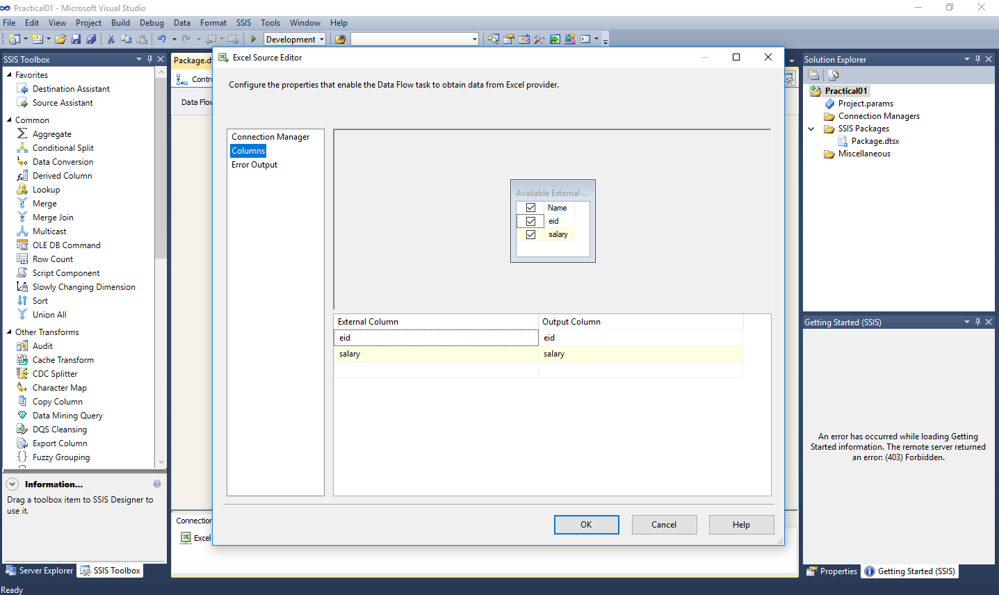 Practical01 - Microsoft Visual Studio
File Edit View Project Build Debug Data Format SSIS Tools Window Help
Development
SSIS Toolbox
Favorites
Destination Assistant
Source Assistant
Common
Aggregate
Conditional Split
Data Conversion
Derived Column
Lookup
Merge
Merge Join
Multicast
OLE DB Command
Row Count
Script Component
Slowly Changing Dimension
Sort
Union All
Other Transforms
Audit
Cache Transform
CDC Splitter
Character Map
Copy Column
Data Mining Query
DQS Cleansing
Export Column
Fuzzy Grouping
Information...
Drag a toolbox item to SSIS Designer to
use it.
Server Explorer SSIS Toolbox
Ready
Package.dt
Contro
Data Flow
Connection
Excel
Excel Source Editor
Configure the properties that enable the Data Flow task to obtain data from Excel provider.
Connection Manager
Columns
Error Output
Available External ...
Name
eid
salary
External Column Output Column
eid eid
salary salary
OK Cancel Help
Solution Explorer
Practical01
Project.params
Connection Managers
SSIS Packages
Package.dtsx
Miscellaneous
Getting Started (SSIS)
An error has occurred while loading Getting
Started information. The remote server returned
an error: (403) Forbidden.
Properties Getting Started (SSIS)